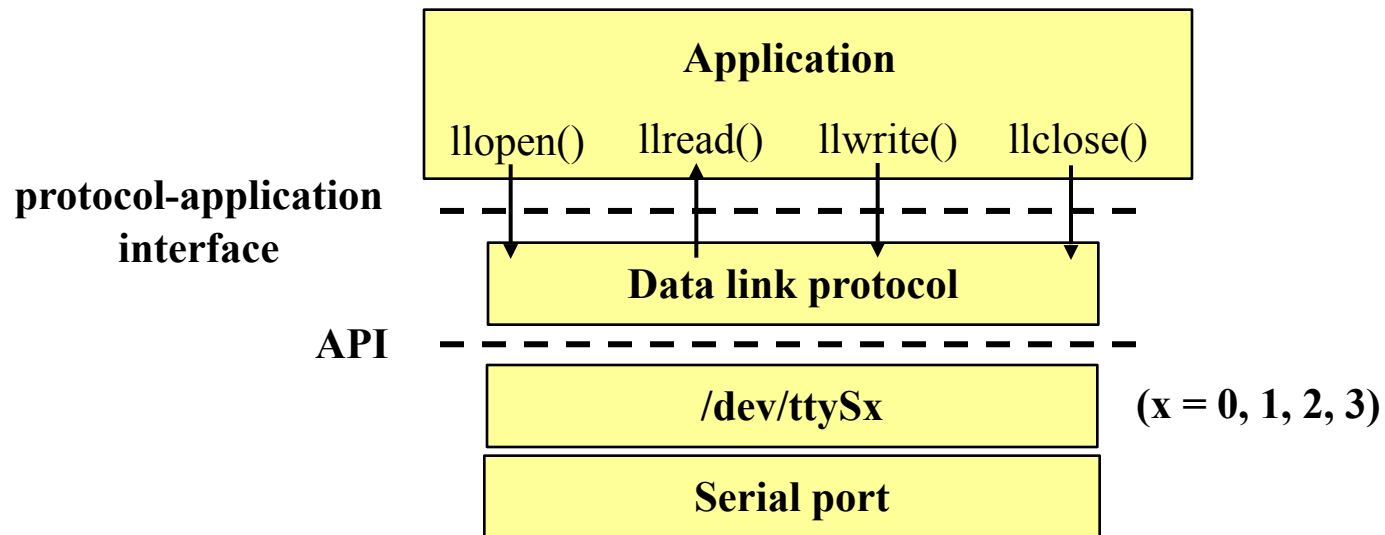 Application
llopen() llread() llwrite() llclose()
protocol-application
interface
Data link protocol
API
/dev/ttySx
(x = 0, 1, 2, 3)
Serial port